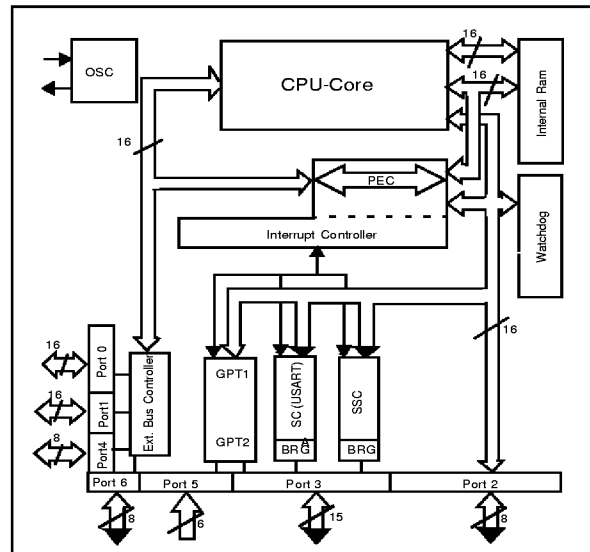 OSC
CPU-Core
16
16
Internal Ram
16
PEC
Interrupt Controller
Watchdog
16
16
Port 0
16
Port1
8
Port4
Ext. Bus Controller
GPT1
GPT2
SC (USART)
A
BRG
SSC
BRG
Port 6
Port 5
Port 3
Port 2
8
6
15
8